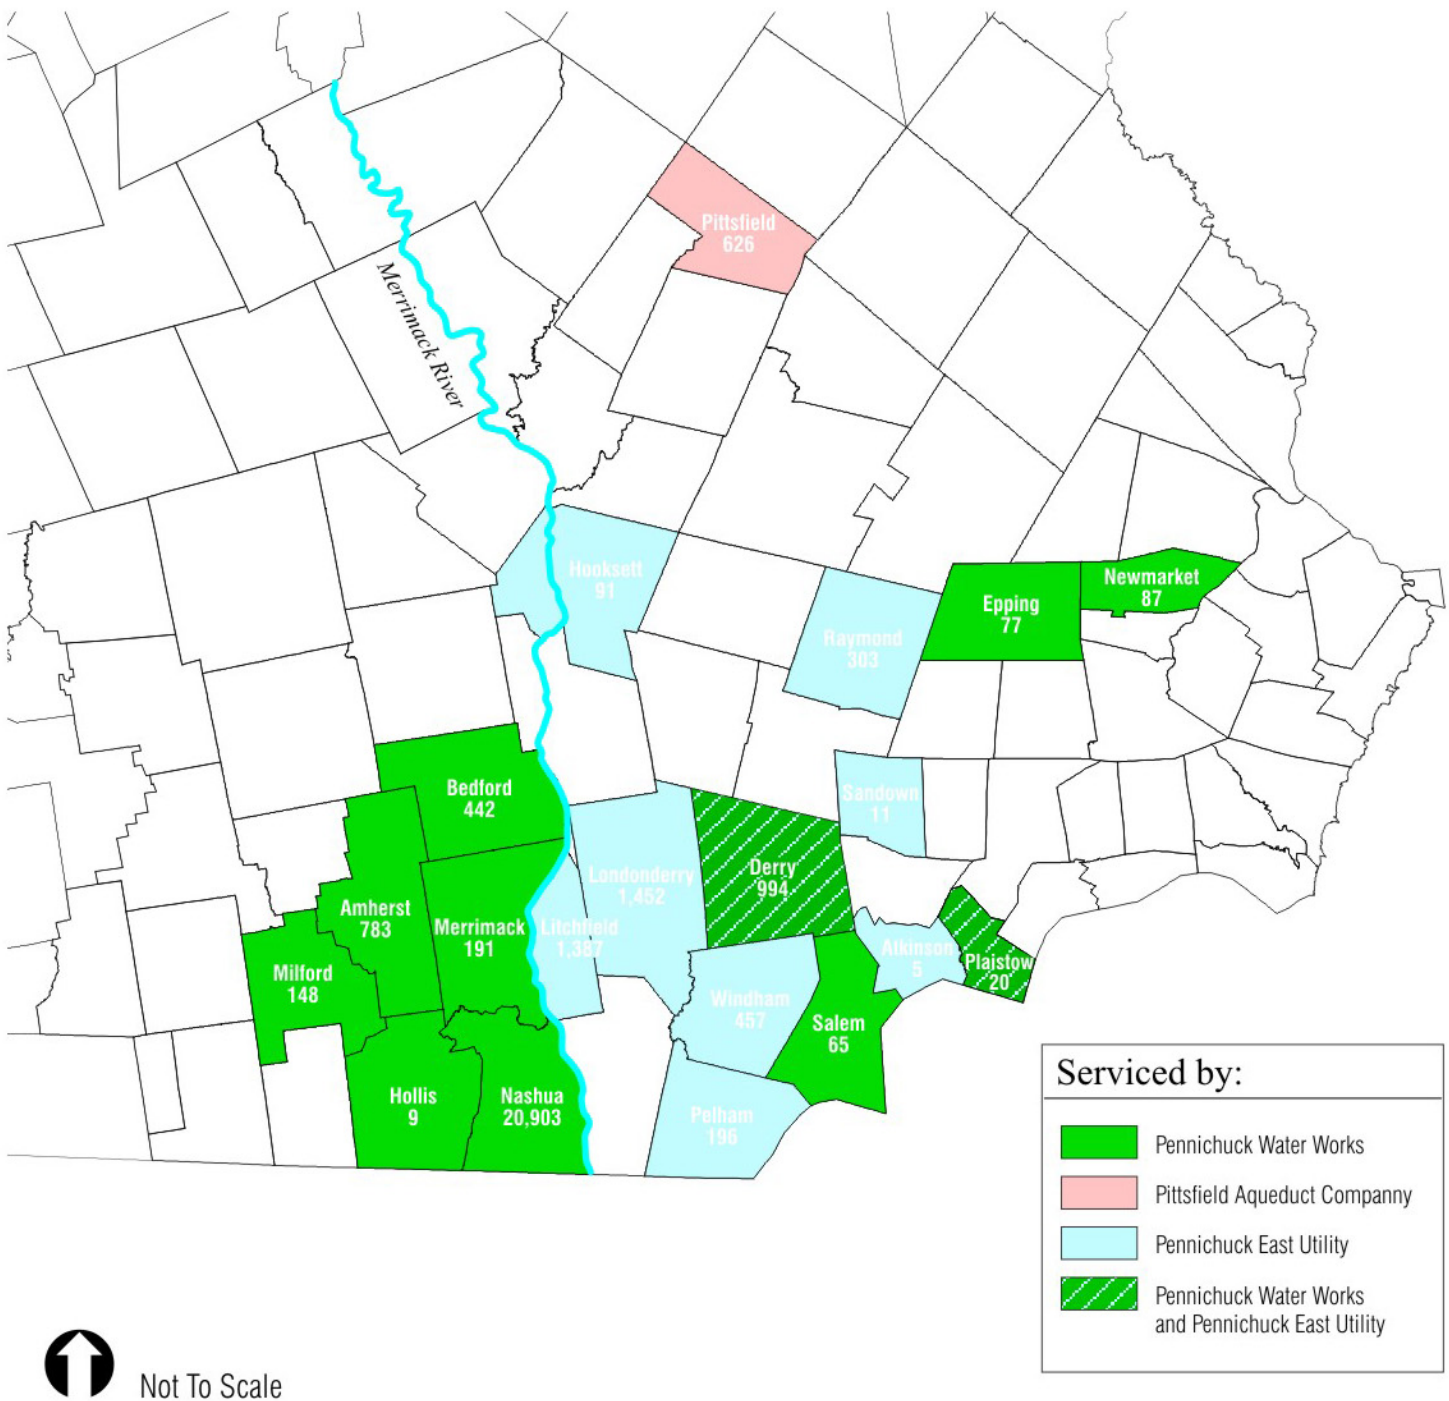 Pittsfield
626
Merrimack River
Hooksett
91
Newmarket
87
Epping
77
Raymond
303
Bedford
442
Sandown
11
Londonderry
1,452
Derry
994
Amherst
783
Merrimack
191
Litchfield
1,387
Alkinson
5
Plaistow
20
Milford
148
Windham
457
Salem
65
Hollis
9
Nashua
20,903
Pelham
196
Serviced by:
Pennichuck Water Works
Pittsfield Aqueduct Companny
Pennichuck East Utility
Pennichuck Water Works
and Pennichuck East Utility
Not To Scale